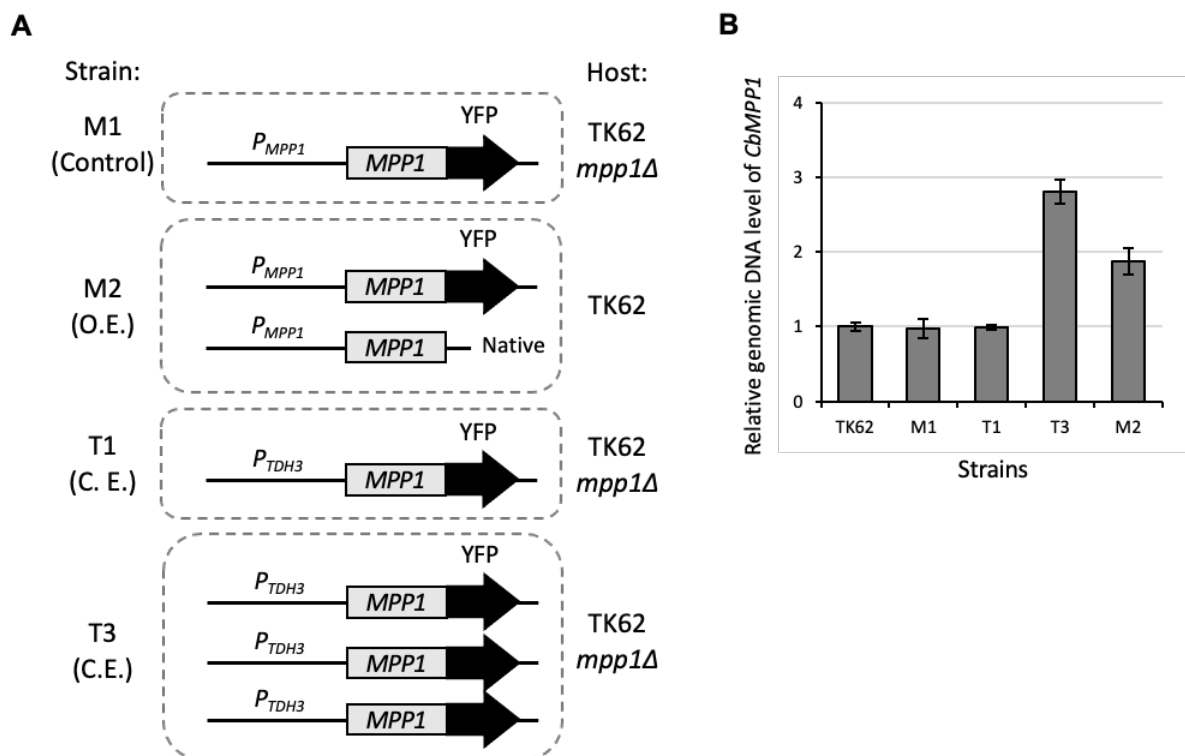 A
Strain:
Host:
M1
(Control)
YFP
P_MPP1
MPP1
TK62
mpp1Δ
M2
(O.E.)
YFP
P_MPP1
MPP1
P_MPP1
MPP1
Native
TK62
T1
(C. E.)
YFP
P_TDH3
MPP1
TK62
mpp1Δ
T3
(C.E.)
YFP
P_TDH3
MPP1
P_TDH3
MPP1
P_TDH3
MPP1
TK62
mpp1Δ
B
Relative genomic DNA level of CbMPP1
4
3
2
1
0
TK62 M1 T1 T3 M2
Strains